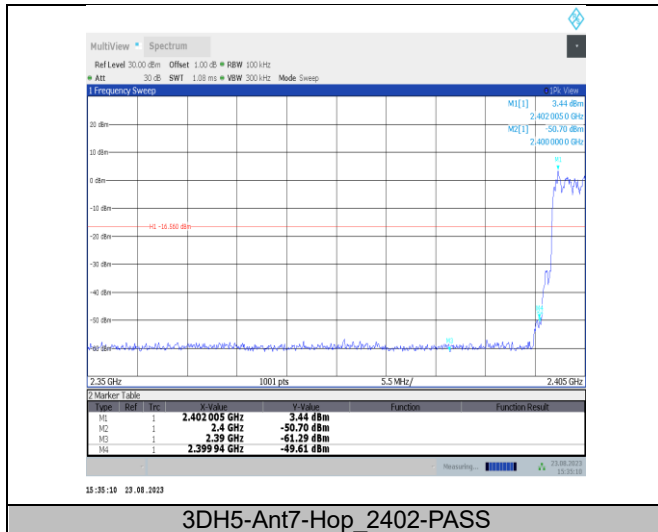 MultiView Spectrum
Ref Level 30.00 dBm Offset 1.00 dB RBW 100 kHz
Att 30 dB SWT 1.08 ms VBW 300 kHz Mode Sweep
1 Frequency Sweep 1Pk View
M1[1] 3.44 dBm
2.402 005 0 GHz
M2[1] -50.70 dBm
2.400 000 0 GHz
20 dBm
M1
10 dBm
0 dBm
-10 dBm
H1 -16.560 dBm
-20 dBm
-30 dBm
-40 dBm
-50 dBm
M3
-60 dBm
2.35 GHz 1001 pts 5.5 MHz/ 2.405 GHz
2 Marker Table
Type Ref Trc X-Value Y-Value Function Function Result
M1 1 2.402 005 GHz 3.44 dBm
M2 1 2.4 GHz -50.70 dBm
M3 1 2.39 GHz -61.29 dBm
M4 1 2.399 94 GHz -49.61 dBm
Measuring... 23.08.2023
15:35:10
15:35:10 23.08.2023
3DH5-Ant7-Hop_2402-PASS